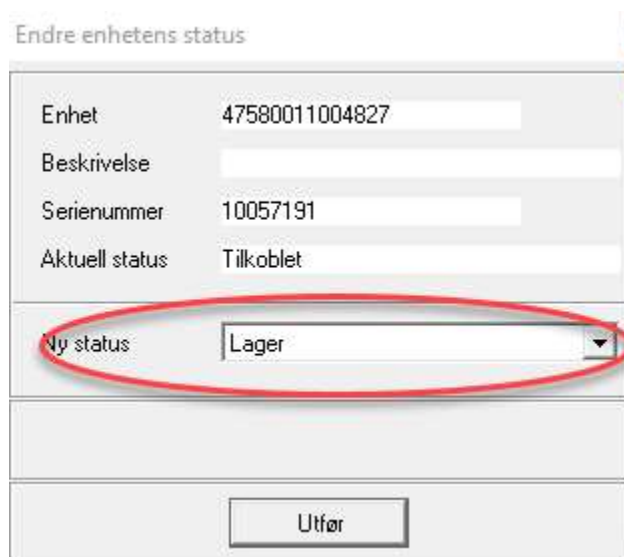 Endre enhetens status
Enhet 47580011004827
Beskrivelse
Serienummer 10057191
Aktuell status Tilkoblet
Ny status Lager
Utfør